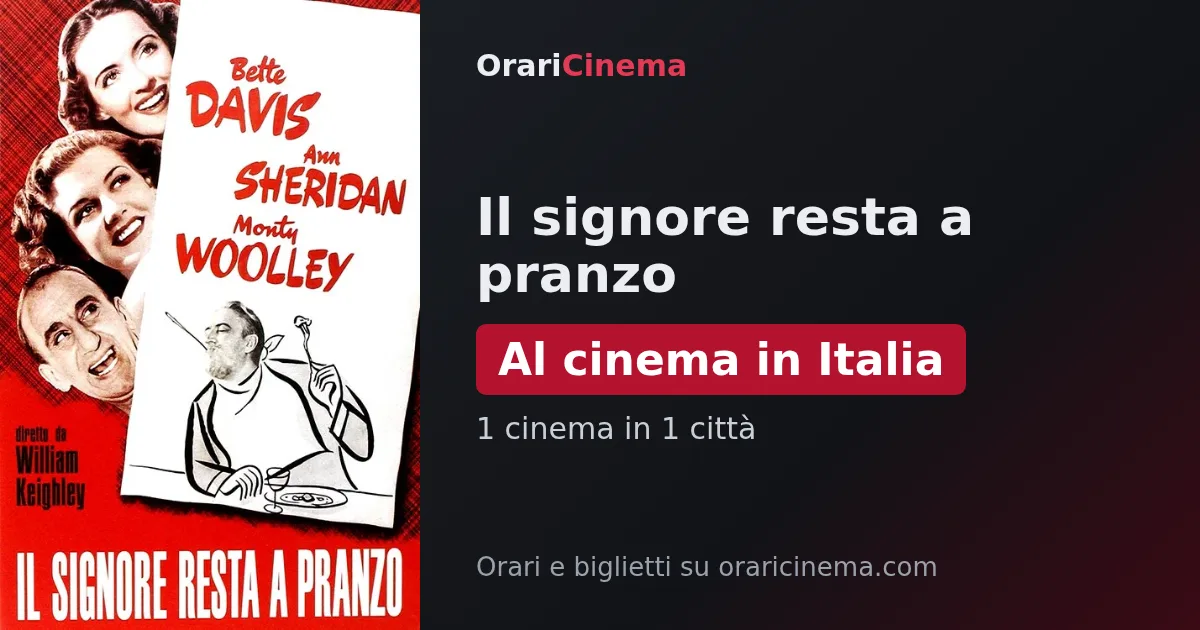 Bette
DAVIS
Ann
SHERIDAN
Monty
WOOLLEY
diretto da
William
Keighley
IL SIGNORE RESTA A PRANZO
OrariCinema
Il signore resta a
pranzo
Al cinema in Italia
1 cinema in 1 città
Orari e biglietti su oraricinema.com